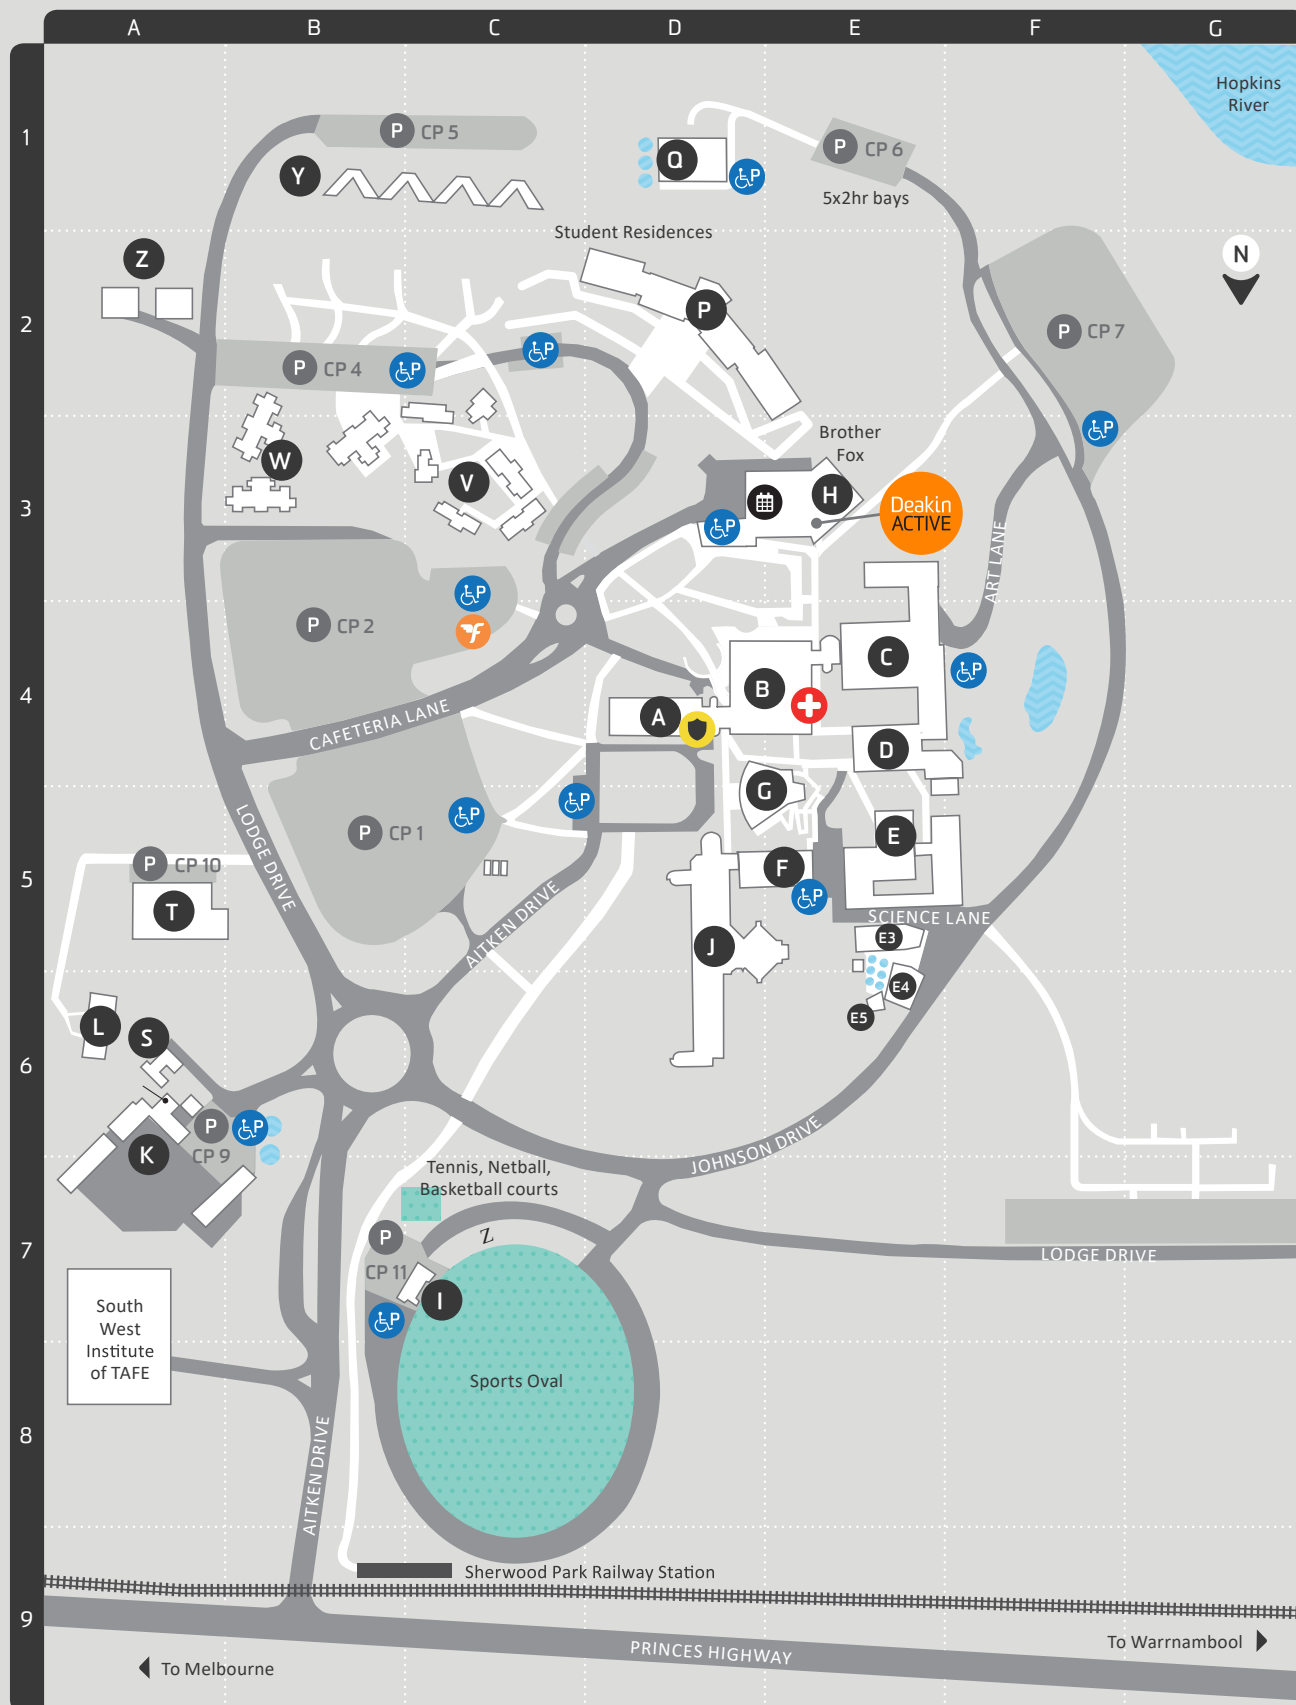 A B C D E F G
1
2
3
4
5
6
7
8
9
Hopkins
River
P CP 5
Y
Q
P
P CP 6
5x2hr bays
Student Residences
Z
N
P
P CP 7
P CP 4
P
P
P
W
V
Brother
Fox
H
Deakin
ACTIVE
P
ART LANE
P
P CP 2
C
P
B
A
CAFETERIA LANE
D
G
P
P
P CP 1
LODGE DRIVE
E
P CP 10
F
T
P
SCIENCE LANE
AITKEN DRIVE
J
E3
E4
E5
L
S
P
P
CP 9
K
JOHNSON DRIVE
Tennis, Netball,
Basketball courts
P
Z
CP 11
I
P
LODGE DRIVE
South
West
Institute
of TAFE
Sports Oval
AITKEN DRIVE
Sherwood Park Railway Station
PRINCES HIGHWAY
To Warrnambool
To Melbourne